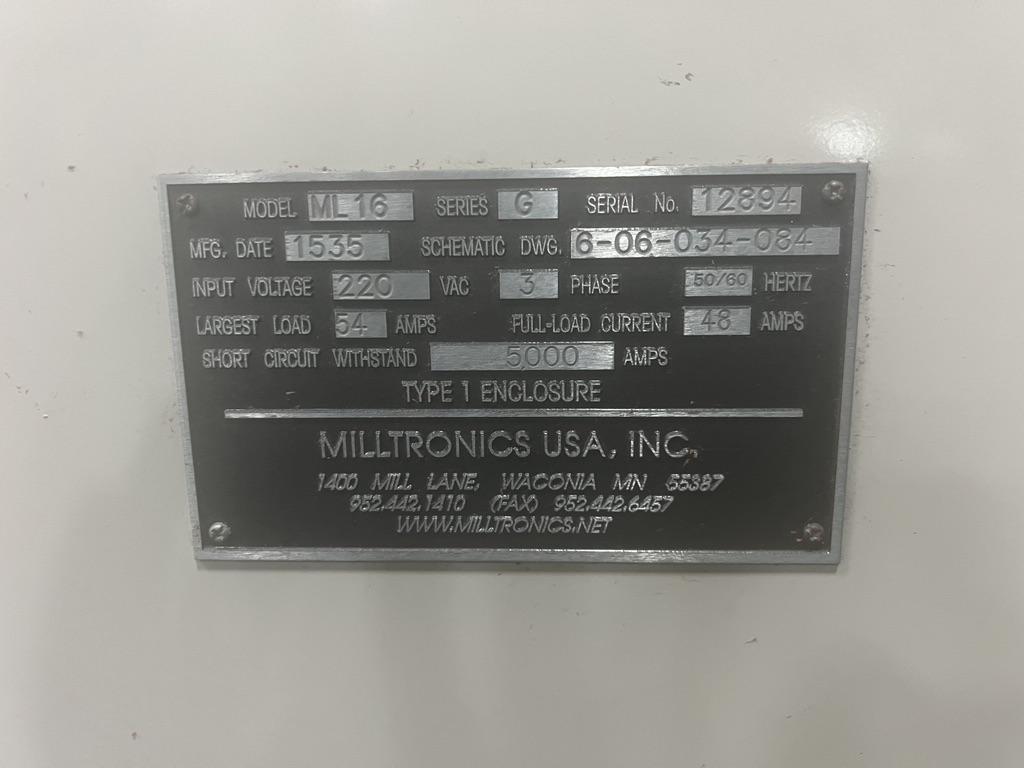 MODEL ML16 SERIES G SERIAL No. 12894
MFG. DATE 1535 SCHEMATIC DWG. 6-06-034-084
INPUT VOLTAGE 220 VAC 3 PHASE 50/60 HERTZ
LARGEST LOAD 54 AMPS FULL-LOAD CURRENT 48 AMPS
SHORT CIRCUIT WITHSTAND 5000 AMPS
TYPE 1 ENCLOSURE
MILLTRONICS USA, INC.
1400 MILL LANE, WACONIA MN 55387
952.442.1410 (FAX) 952.442.6457
WWW.MILLTRONICS.NET